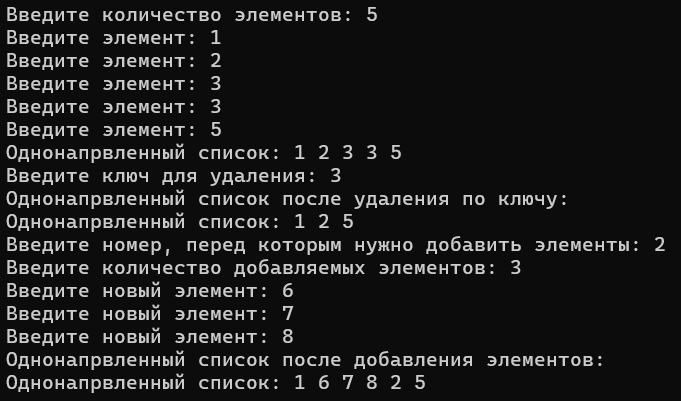 Введите количество элементов: 5
Введите элемент: 1
Введите элемент: 2
Введите элемент: 3
Введите элемент: 3
Введите элемент: 5
Однонапрвленный список: 1 2 3 3 5
Введите ключ для удаления: 3
Однонапрвленный список после удаления по ключу:
Однонапрвленный список: 1 2 5
Введите номер, перед которым нужно добавить элементы: 2
Введите количество добавляемых элементов: 3
Введите новый элемент: 6
Введите новый элемент: 7
Введите новый элемент: 8
Однонапрвленный список после добавления элементов:
Однонапрвленный список: 1 6 7 8 2 5